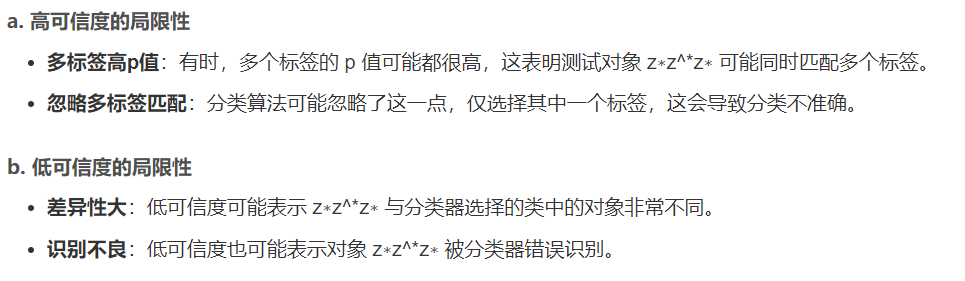 a. 高可信度的局限性
• 多标签高p值：有时，多个标签的 p 值可能都很高，这表明测试对象 z∗z^*z∗ 可能同时匹配多个标签。
• 忽略多标签匹配：分类算法可能忽略了这一点，仅选择其中一个标签，这会导致分类不准确。
b. 低可信度的局限性
• 差异性大：低可信度可能表示 z∗z^*z∗ 与分类器选择的类中的对象非常不同。
• 识别不良：低可信度也可能表示对象 z∗z^*z∗ 被分类器错误识别。